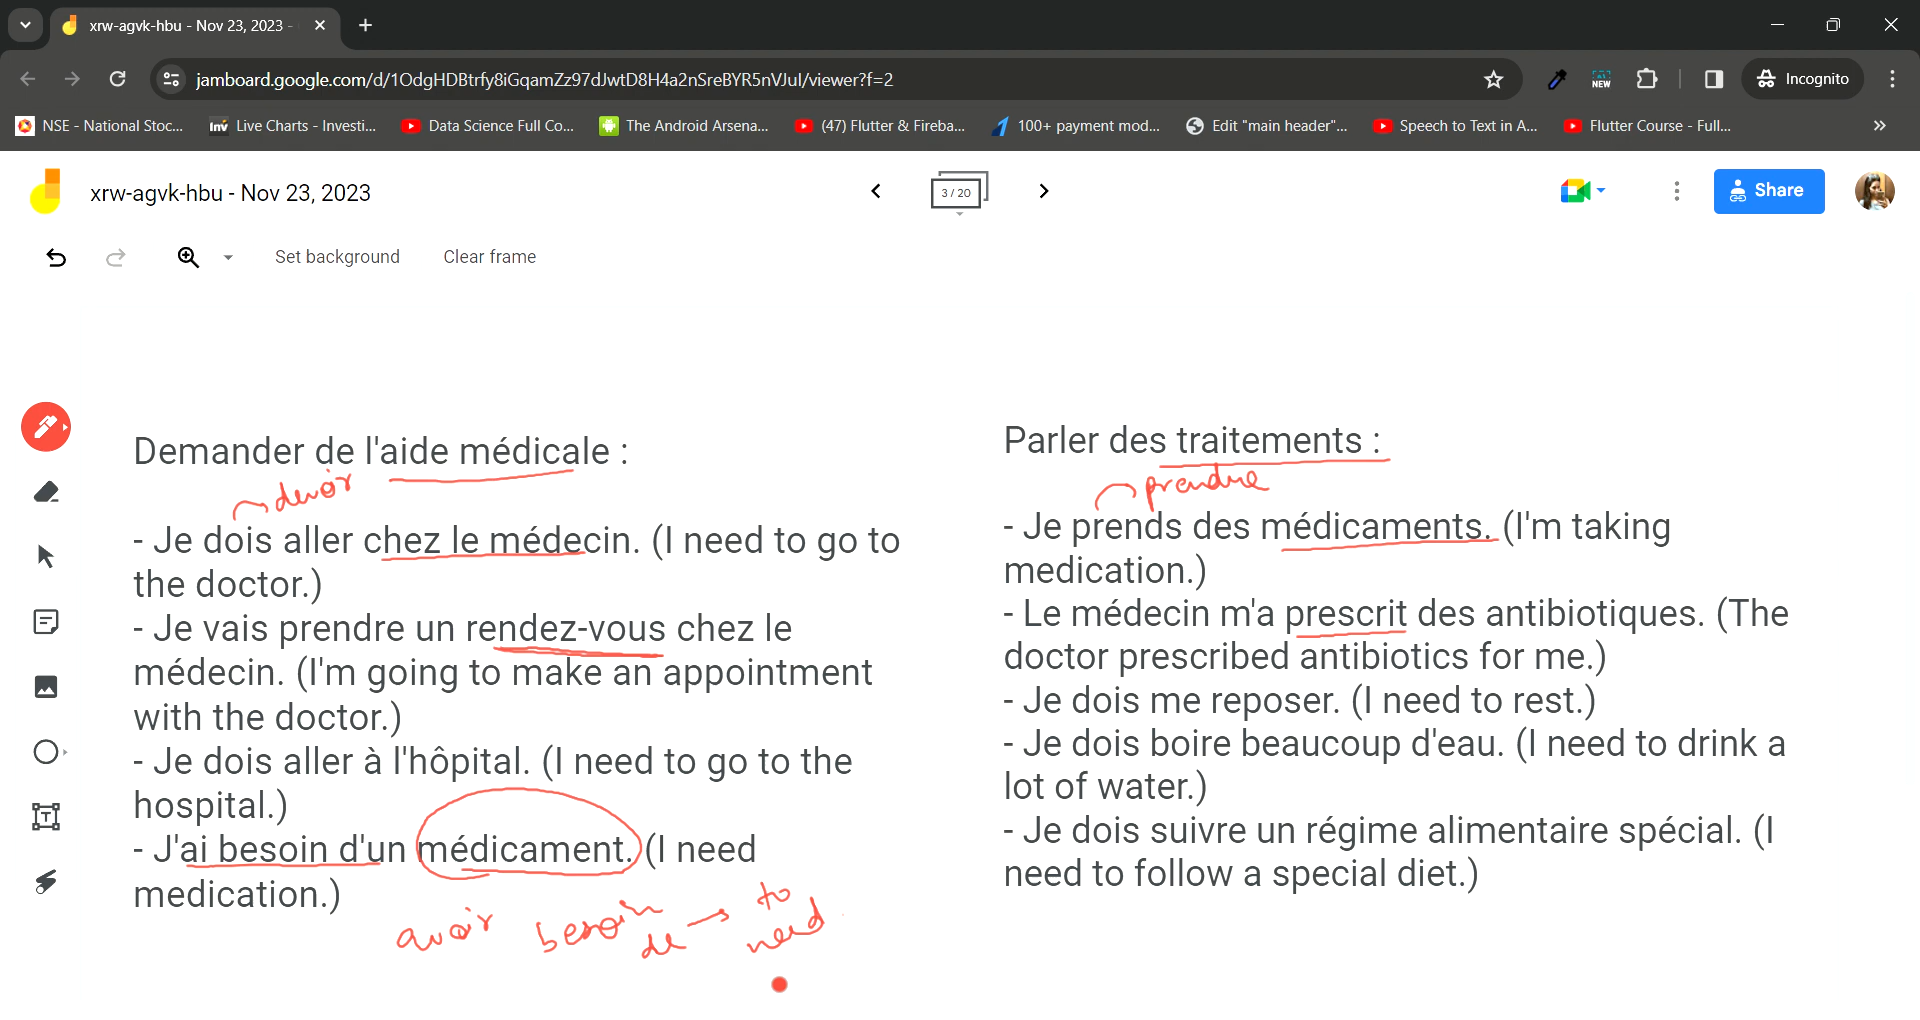 xrw-agvk-hbu - Nov 23, 2023 -
jamboard.google.com/d/1OdgHDBtrfy8iGqamZz97dJwtD8H4a2nSreBYR5nVJuI/viewer?f=2
NEW
Incognito
NSE - National Stoc...
Inv Live Charts - Investi...
Data Science Full Co...
The Android Arsena...
(47) Flutter & Fireba...
100+ payment mod...
Edit "main header"...
Speech to Text in A...
Flutter Course - Full...
xrw-agvk-hbu - Nov 23, 2023
3 / 20
Share
Set background
Clear frame
Demander de l'aide médicale :
devoir
- Je dois aller chez le médecin. (I need to go to
the doctor.)
- Je vais prendre un rendez-vous chez le
médecin. (I'm going to make an appointment
with the doctor.)
- Je dois aller à l'hôpital. (I need to go to the
hospital.)
- J'ai besoin d'un médicament. (I need
medication.)
avoir besoin de → to need
Parler des traitements :
prendre
- Je prends des médicaments. (I'm taking
medication.)
- Le médecin m'a prescrit des antibiotiques. (The
doctor prescribed antibiotics for me.)
- Je dois me reposer. (I need to rest.)
- Je dois boire beaucoup d'eau. (I need to drink a
lot of water.)
- Je dois suivre un régime alimentaire spécial. (I
need to follow a special diet.)